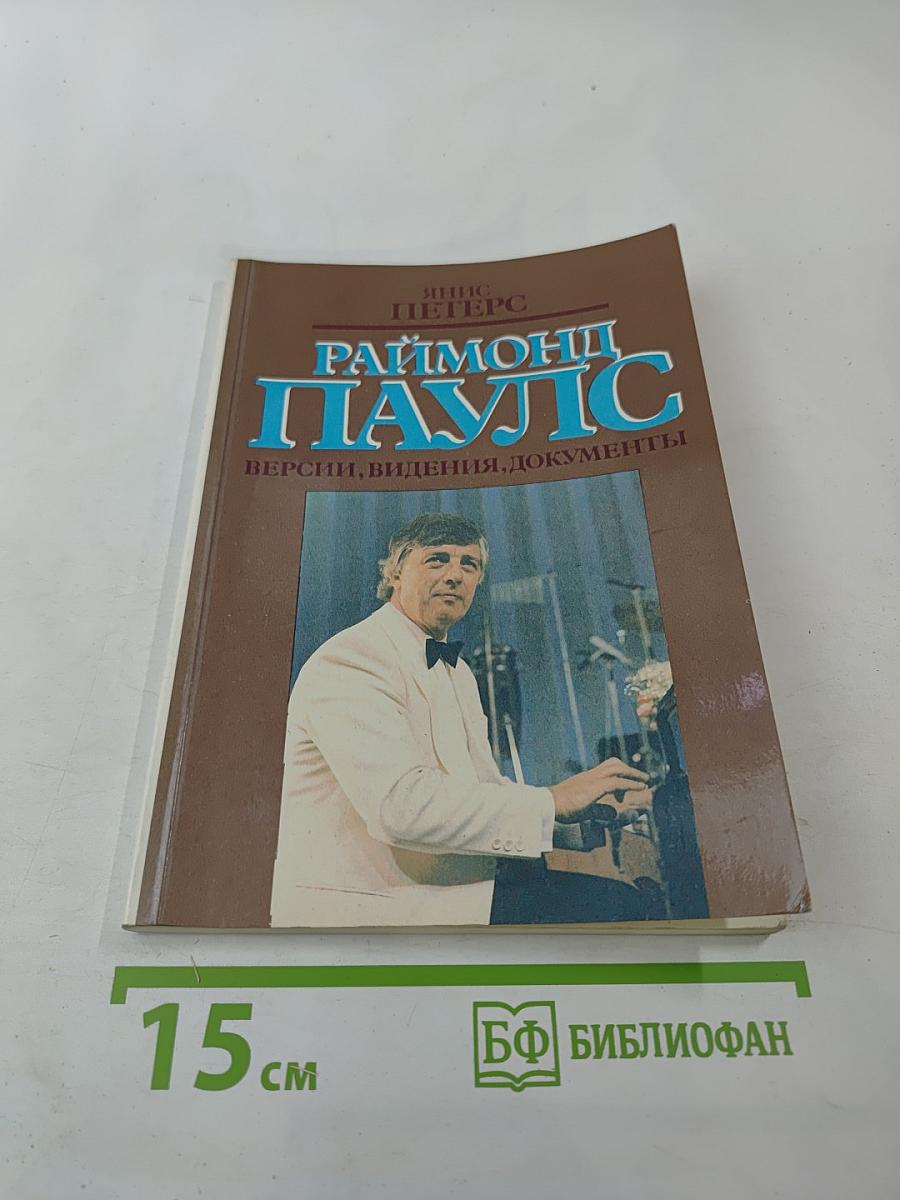 ЯНИС
ПЕТЕРС
РАЙМОНД
ПАУЛС
ВЕРСИИ, ВИДЕНИЯ, ДОКУМЕНТЫ
15 см
БФ БИБЛИОФАН